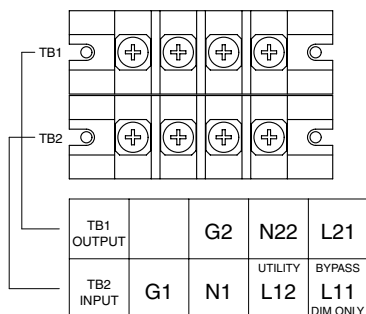 TB1
TB2
TB1 OUTPUT G2 N22 L21
TB2 INPUT G1 N1 UTILITY L12 BYPASS L11 DIM ONLY